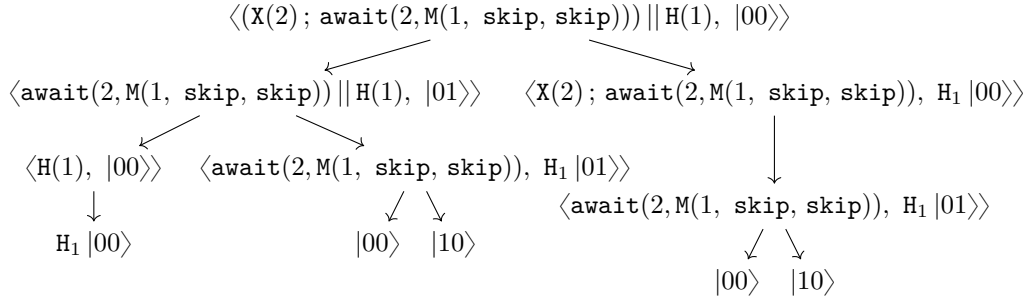 ⟨(X(2) ; await(2, M(1, skip, skip))) || H(1), |00⟩⟩
⟨await(2, M(1, skip, skip)) || H(1), |01⟩⟩ ⟨X(2) ; await(2, M(1, skip, skip)), H₁ |00⟩⟩
⟨H(1), |00⟩⟩ ⟨await(2, M(1, skip, skip)), H₁ |01⟩⟩
⟨await(2, M(1, skip, skip)), H₁ |01⟩⟩
H₁ |00⟩ |00⟩ |10⟩
|00⟩ |10⟩